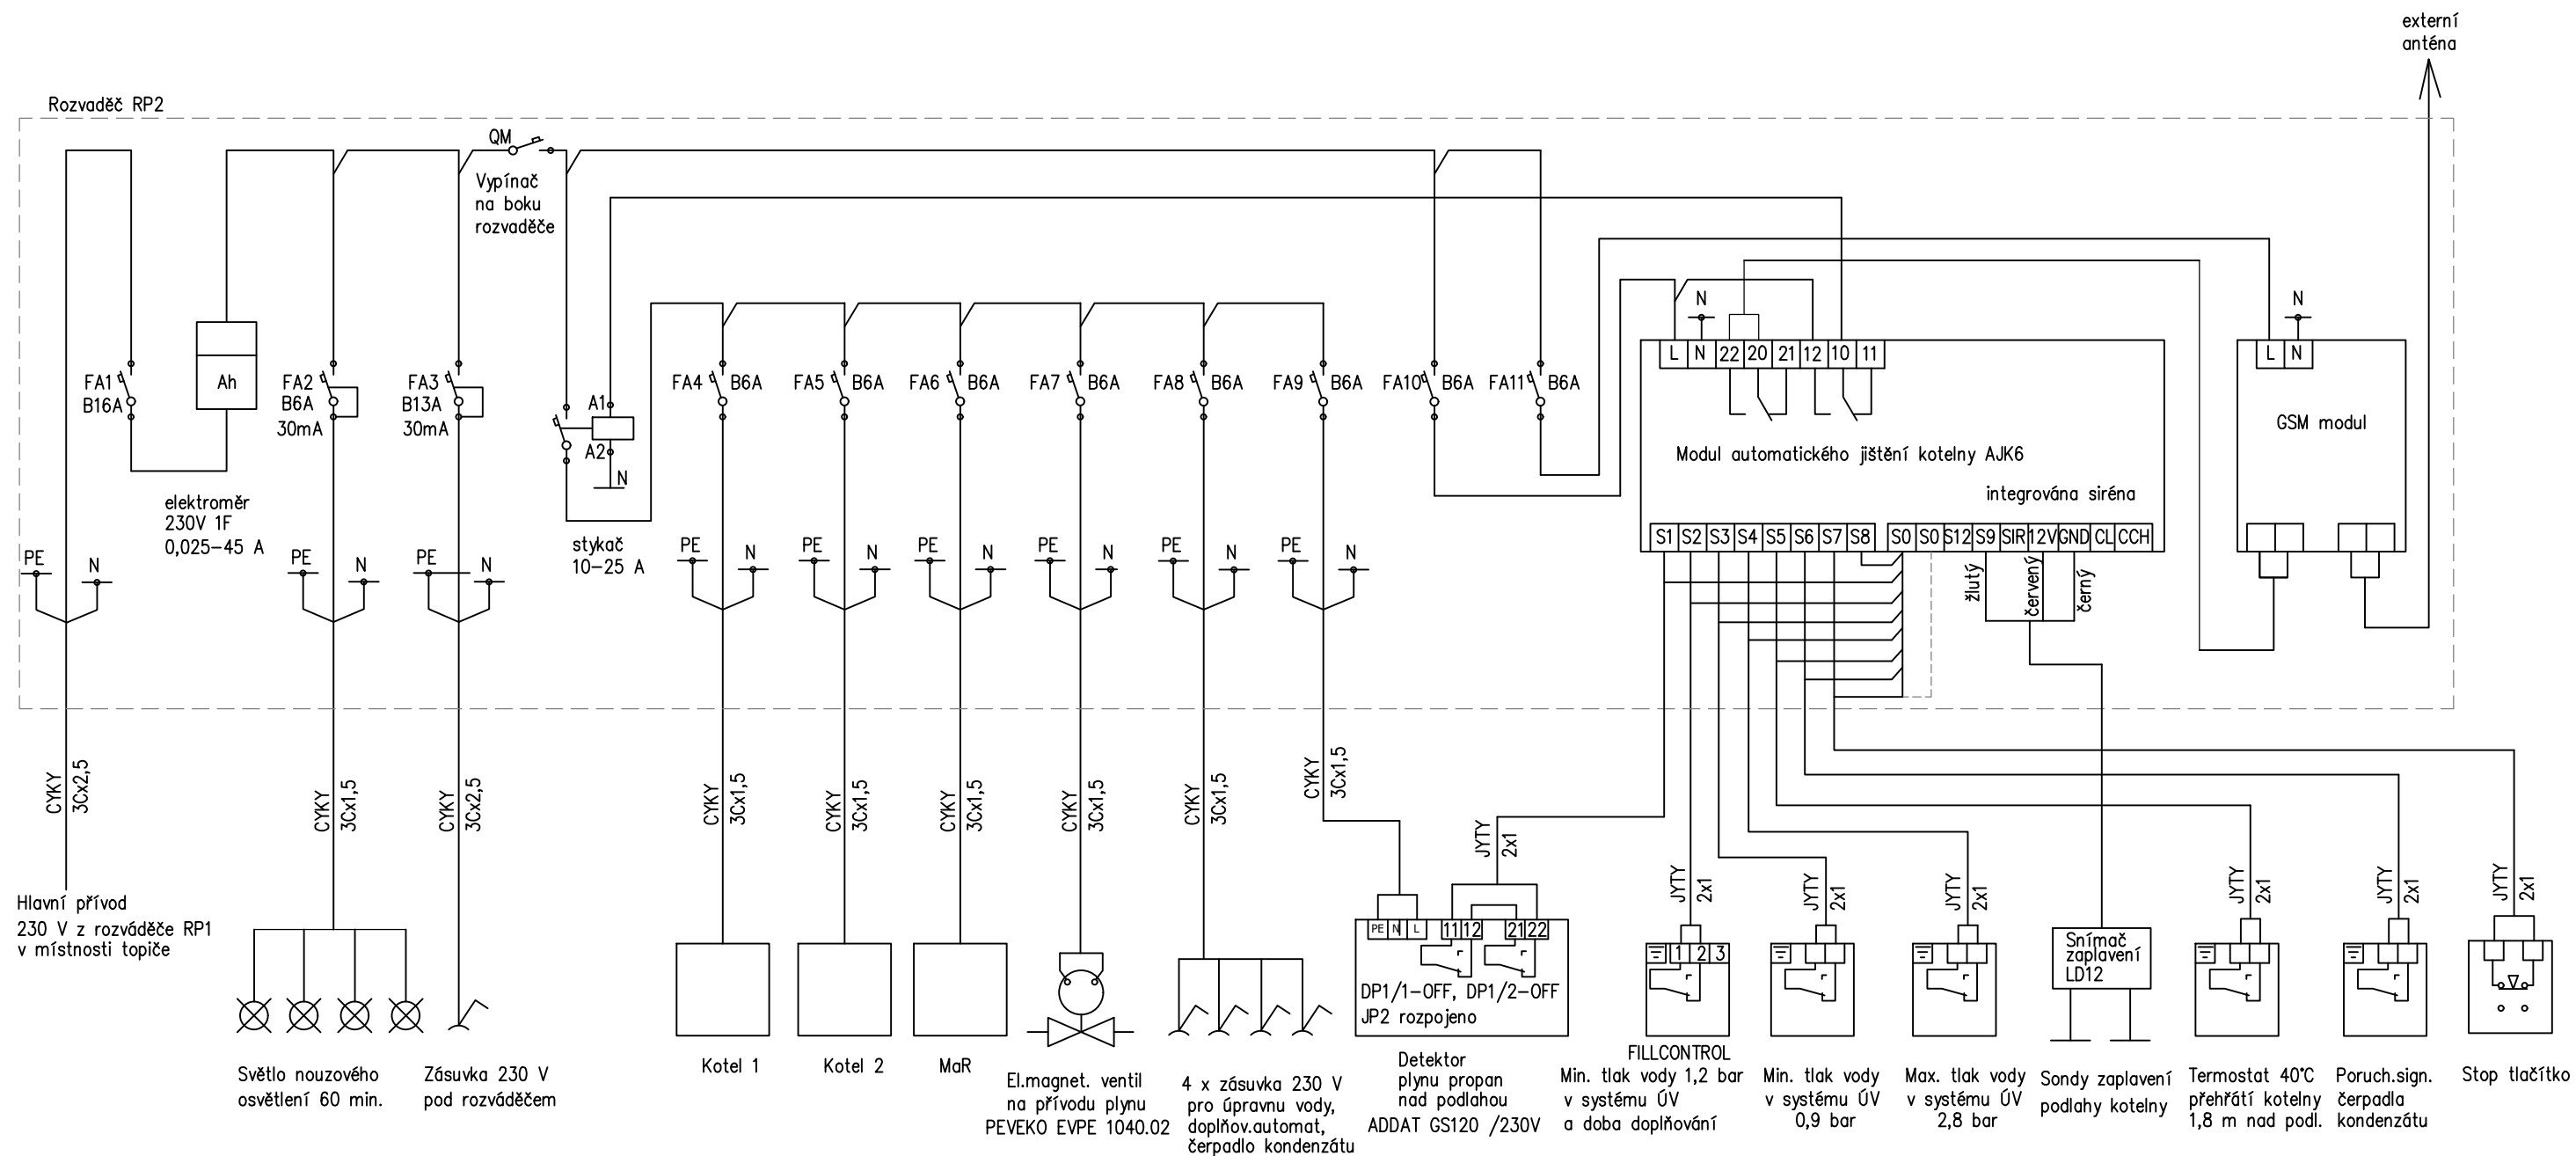 externí
anténa
Rozvaděč RP2
QM
Vypínač
na boku
rozvaděče
FA1
B16A
Ah
FA2
B6A
30mA
FA3
B13A
30mA
A1
A2
N
FA4 B6A
FA5 B6A
FA6 B6A
FA7 B6A
FA8 B6A
FA9 B6A
FA10 B6A
FA11 B6A
N
L N 22 20 21 12 10 11
Modul automatického jištění kotelny AJK6
integrována siréna
S1 S2 S3 S4 S5 S6 S7 S8 S0 S0 S12 S9 SIR 12V GND CL CCH
N
L N
GSM modul
elektroměr
230V 1F
0,025-45 A
stykač
10-25 A
PE N
PE N
PE N
PE N
PE N
PE N
PE N
PE N
PE N
žlutý
červený
černý
CYKY
3Cx2,5
CYKY
3Cx1,5
CYKY
3Cx2,5
CYKY
3Cx1,5
CYKY
3Cx1,5
CYKY
3Cx1,5
CYKY
3Cx1,5
CYKY
3Cx1,5
CYKY
3Cx1,5
JYTY
2x1
JYTY
2x1
JYTY
2x1
JYTY
2x1
JYTY
2x1
JYTY
2x1
JYTY
2x1
Hlavní přívod
230 V z rozváděče RP1
v místnosti topiče
PE N L 11 12 21 22
DP1/1-OFF, DP1/2-OFF
JP2 rozpojeno
1 2 3
Snímač
zaplavení
LD12
Světlo nouzového
osvětlení 60 min.
Zásuvka 230 V
pod rozváděčem
Kotel 1
Kotel 2
MaR
El.magnet. ventil
na přívodu plynu
PEVEKO EVPE 1040.02
4 x zásuvka 230 V
pro úpravnu vody,
doplňov.automat,
čerpadlo kondenzátu
Detektor
plynu propan
nad podlahou
ADDAT GS120 /230V
FILLCONTROL
Min. tlak vody 1,2 bar
v systému ÚV
a doba doplňování
Min. tlak vody
v systému ÚV
0,9 bar
Max. tlak vody
v systému ÚV
2,8 bar
Sondy zaplavení
podlahy kotelny
Termostat 40°C
přehřátí kotelny
1,8 m nad podl.
Poruch.sign.
čerpadla
kondenzátu
Stop tlačítko